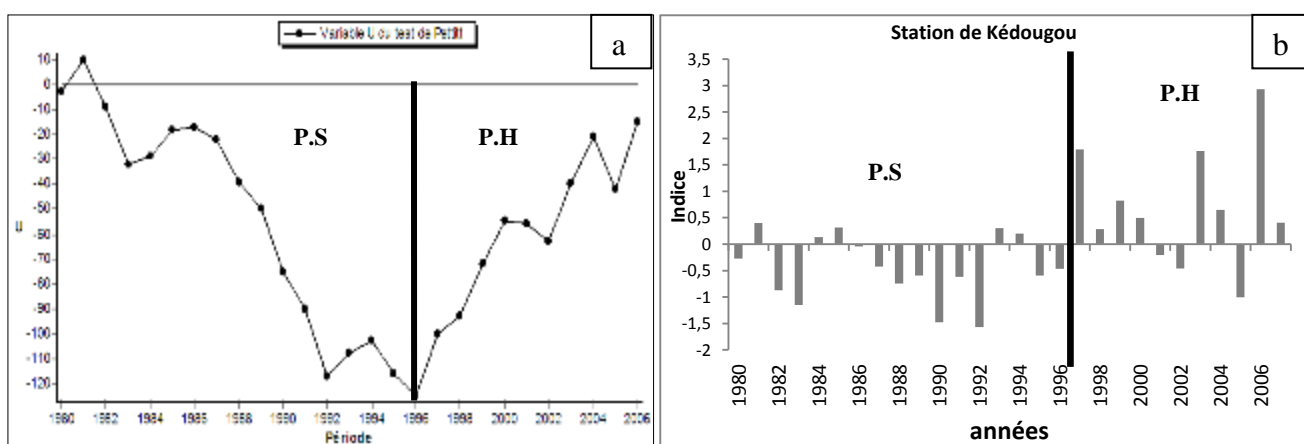 Variable U du test de Pettitt
a
10
0
-10
-20
-30
-40
-50
-60
-70
-80
-90
-100
-110
-120
U
P.S
P.H
1980 1982 1984 1986 1988 1990 1992 1994 1996 1998 2000 2002 2004 2006
Période
Station de Kédougou
b
3,5
3
2,5
2
1,5
1
0,5
0
-0,5
-1
-1,5
-2
Indice
P.S
P.H
1980 1982 1984 1986 1988 1990 1992 1994 1996 1998 2000 2002 2004 2006
années